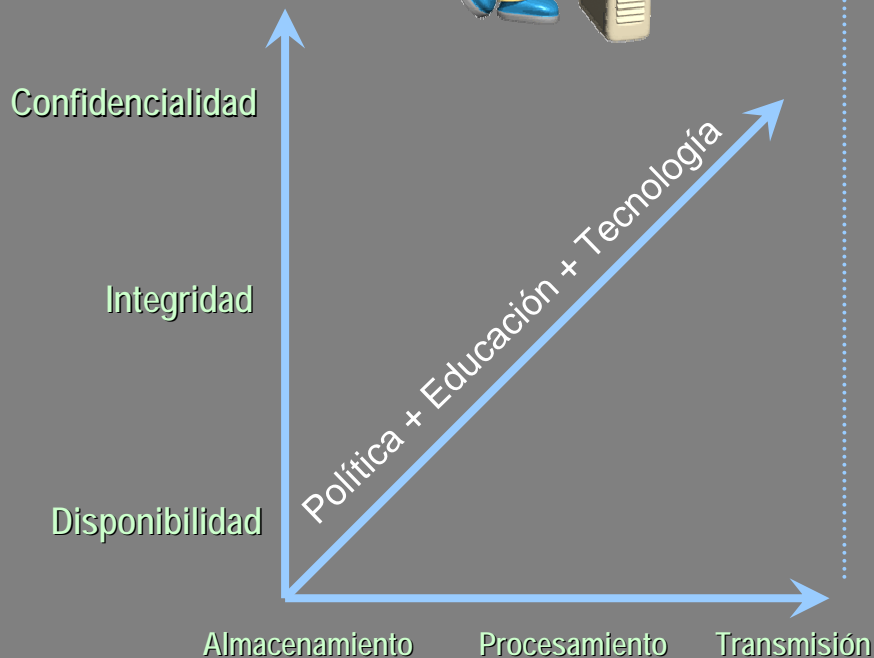 Confidencialidad
Política + Educación + Tecnología
Integridad
Disponibilidad
Almacenamiento Procesamiento Transmisión